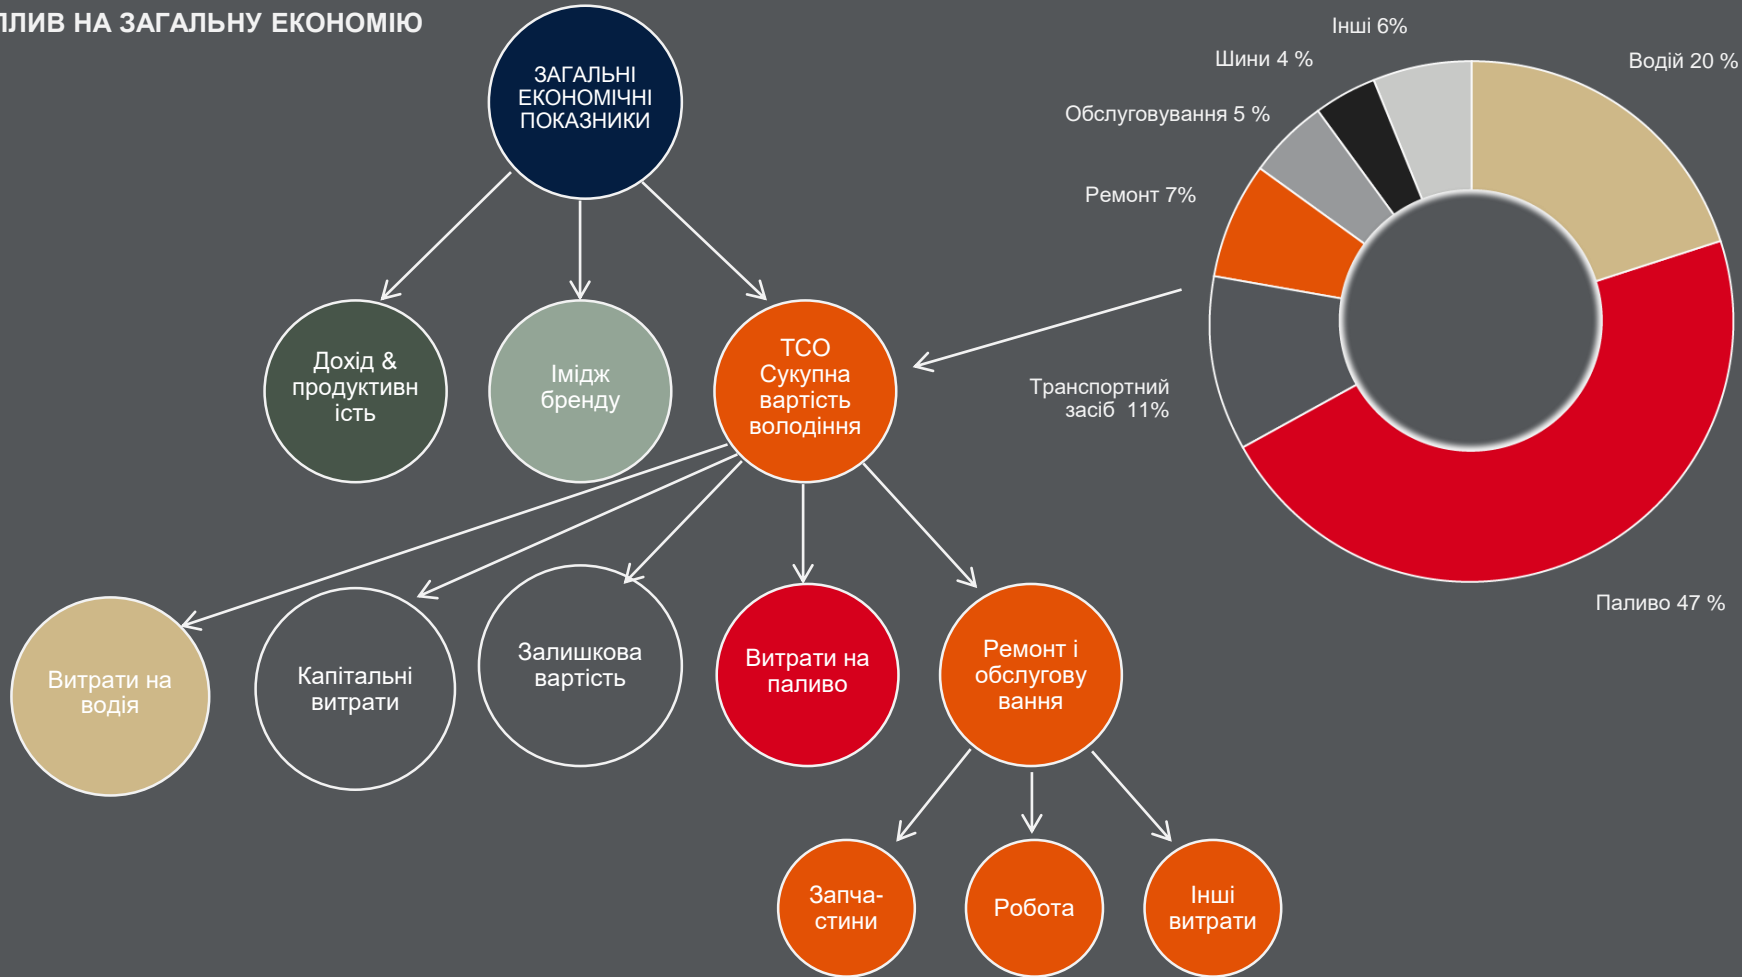 ПЛИВ НА ЗАГАЛЬНУ ЕКОНОМІЮ
ЗАГАЛЬНІ
ЕКОНОМІЧНІ
ПОКАЗНИКИ
Дохід &
продуктивн
ість
Імідж
бренду
ТСО
Сукупна
вартість
володіння
Витрати на
водія
Капітальні
витрати
Залишкова
вартість
Витрати на
паливо
Ремонт і
обслугову
вання
Запча-
стини
Робота
Інші
витрати
Інші 6%
Шини 4 %
Водій 20 %
Обслуговування 5 %
Ремонт 7%
Транспортний
засіб 11%
Паливо 47 %